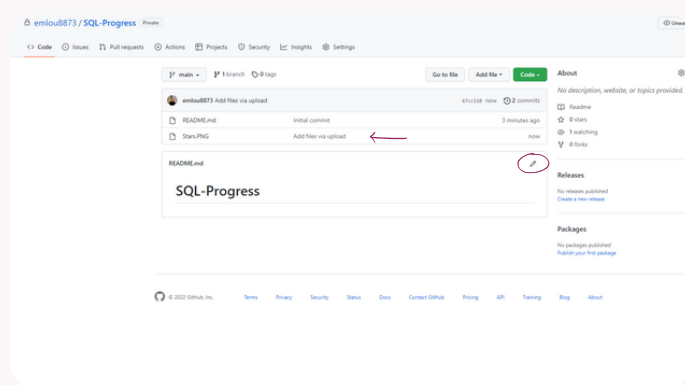 emlou8873 / SQL-Progress Private
Code Issues Pull requests Actions Projects Security Insights Settings
main 1 branch 0 tags Go to file Add file Code
emlou8873 Add files via upload now 2 commits
README.md Initial commit 3 minutes ago
Stars.PNG Add files via upload now
README.md
SQL-Progress
About
No description, website, or topics provided.
Readme
0 stars
1 watching
0 forks
Releases
No releases published
Create a new release
Packages
No packages published
Publish your first package
© 2022 GitHub, Inc. Terms Privacy Security Status Docs Contact GitHub Pricing API Training Blog About